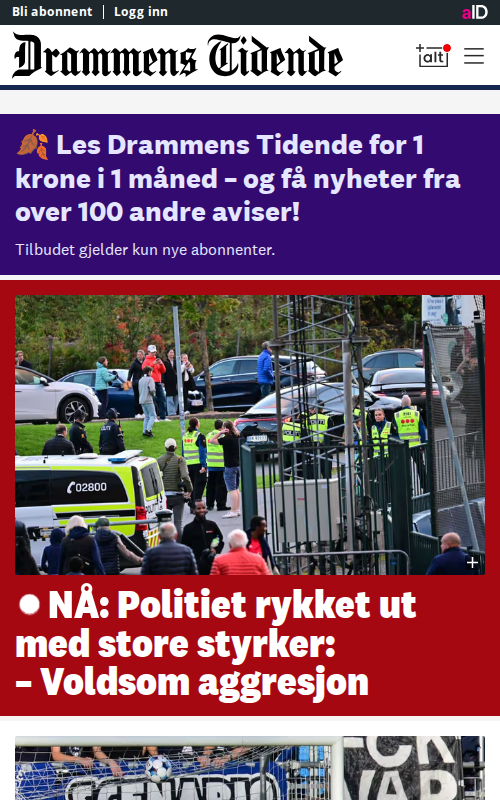 Bli abonnent | Logg inn
aID
Drammens Tidende
+alt
🍂 Les Drammens Tidende for 1
krone i 1 måned – og få nyheter fra
over 100 andre aviser!
Tilbudet gjelder kun nye abonnenter.
02800
NÅ: Politiet rykket ut
med store styrker:
– Voldsom aggresjon
SCENARIO